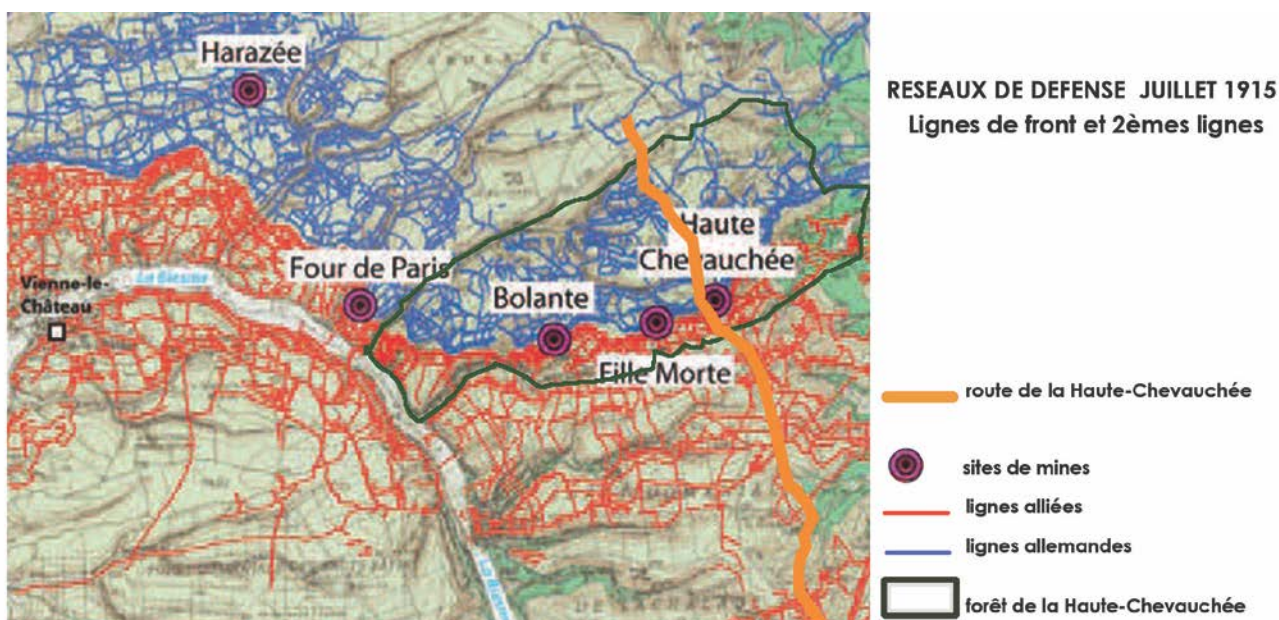 RESEAUX DE DEFENSE JUILLET 1915
Lignes de front et 2èmes lignes
Harazée
Four de Paris
Vienne-le-
Château
La Biesme
Bolante
Haute
Chevauchée
Fille Morte
route de la Haute-Chevauchée
sites de mines
lignes alliées
lignes allemandes
forêt de la Haute-Chevauchée